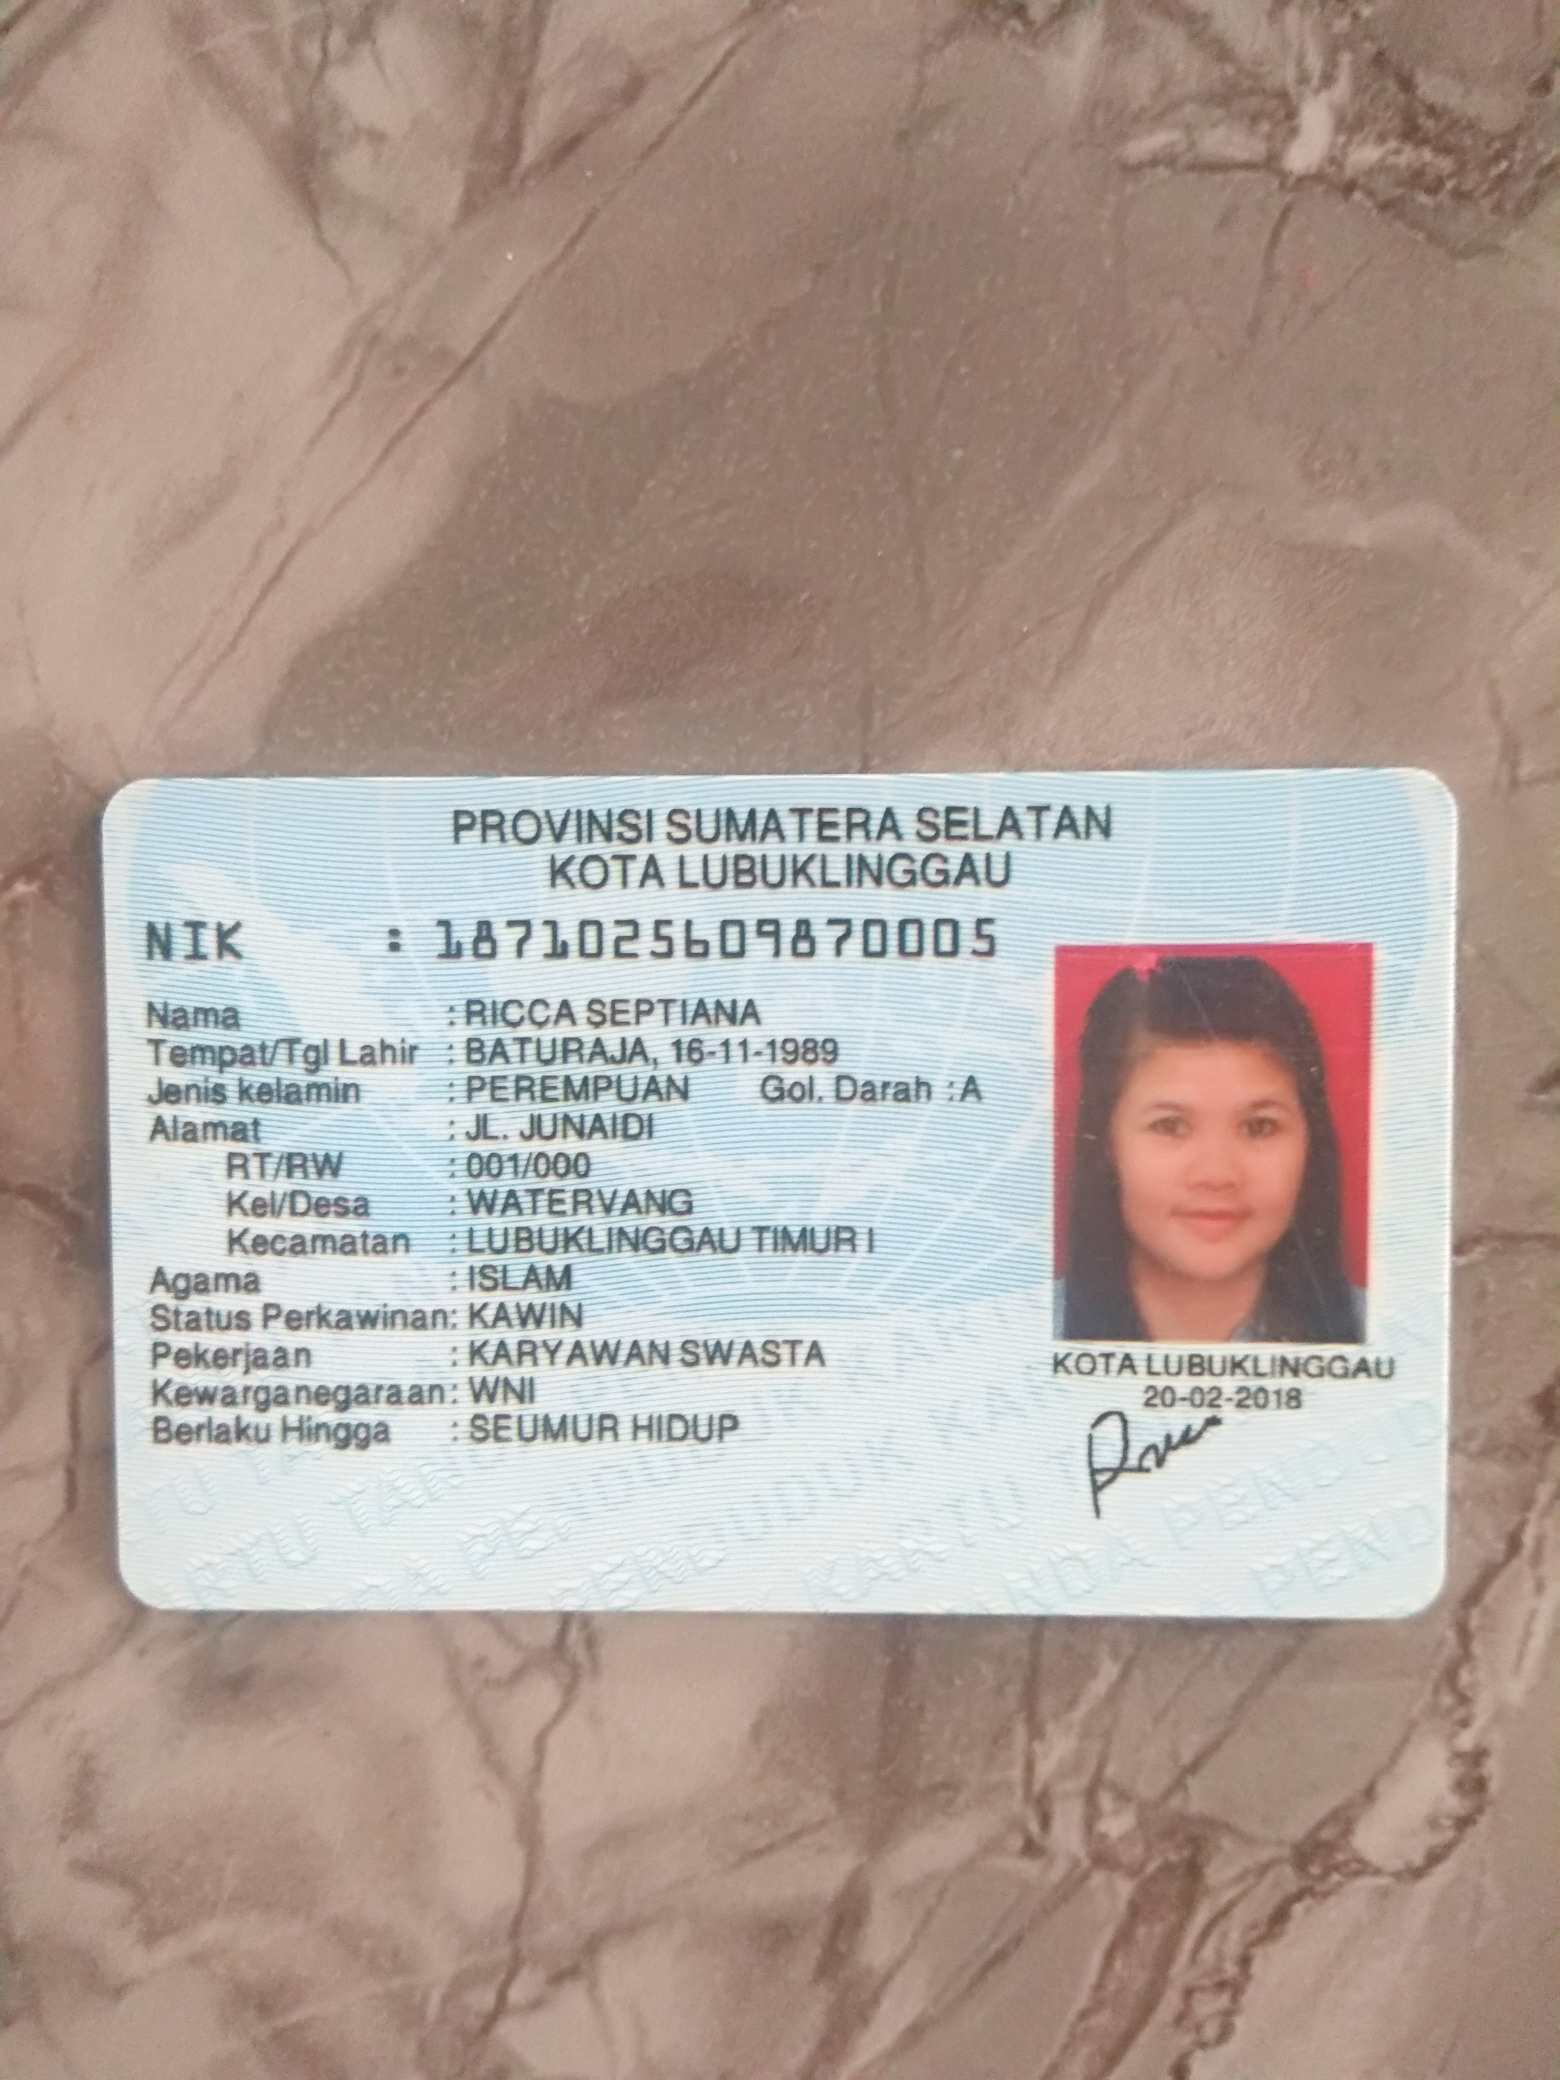 PROVINSI SUMATERA SELATAN
KOTA LUBUKLINGGAU
NIK : 1871025609870005
Nama : RICCA SEPTIANA
Tempat/Tgl Lahir : BATURAJA, 16-11-1989
Jenis kelamin : PEREMPUAN Gol. Darah : A
Alamat : JL. JUNAIDI
RT/RW : 001/000
Kel/Desa : WATERVANG
Kecamatan : LUBUKLINGGAU TIMUR I
Agama : ISLAM
Status Perkawinan: KAWIN
Pekerjaan : KARYAWAN SWASTA
Kewarganegaraan: WNI
Berlaku Hingga : SEUMUR HIDUP
KOTA LUBUKLINGGAU
20-02-2018